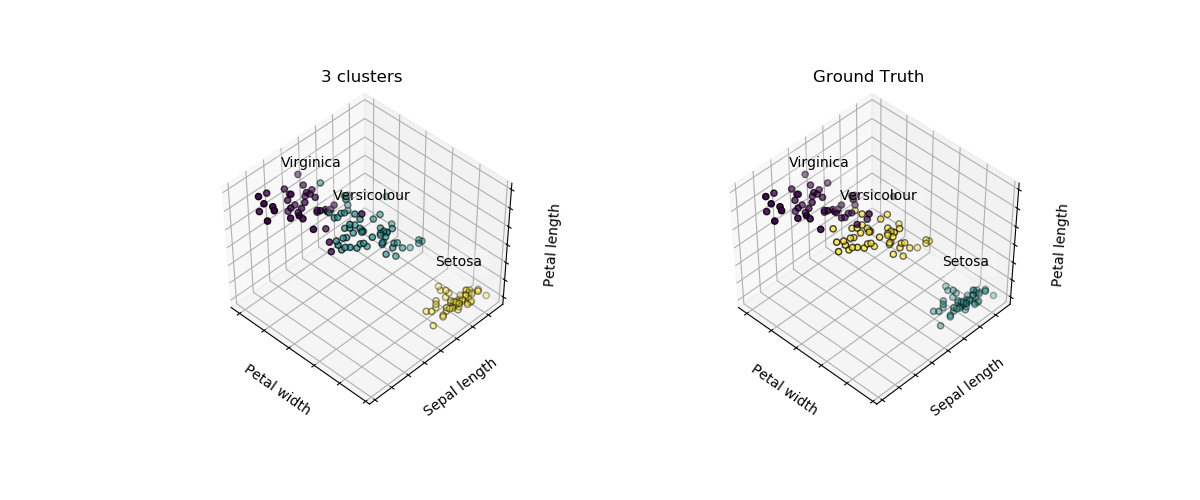 3 clusters
Virginica
Versicolour
Setosa
Petal width
Sepal length
Petal length
Ground Truth
Virginica
Versicolour
Setosa
Petal width
Sepal length
Petal length